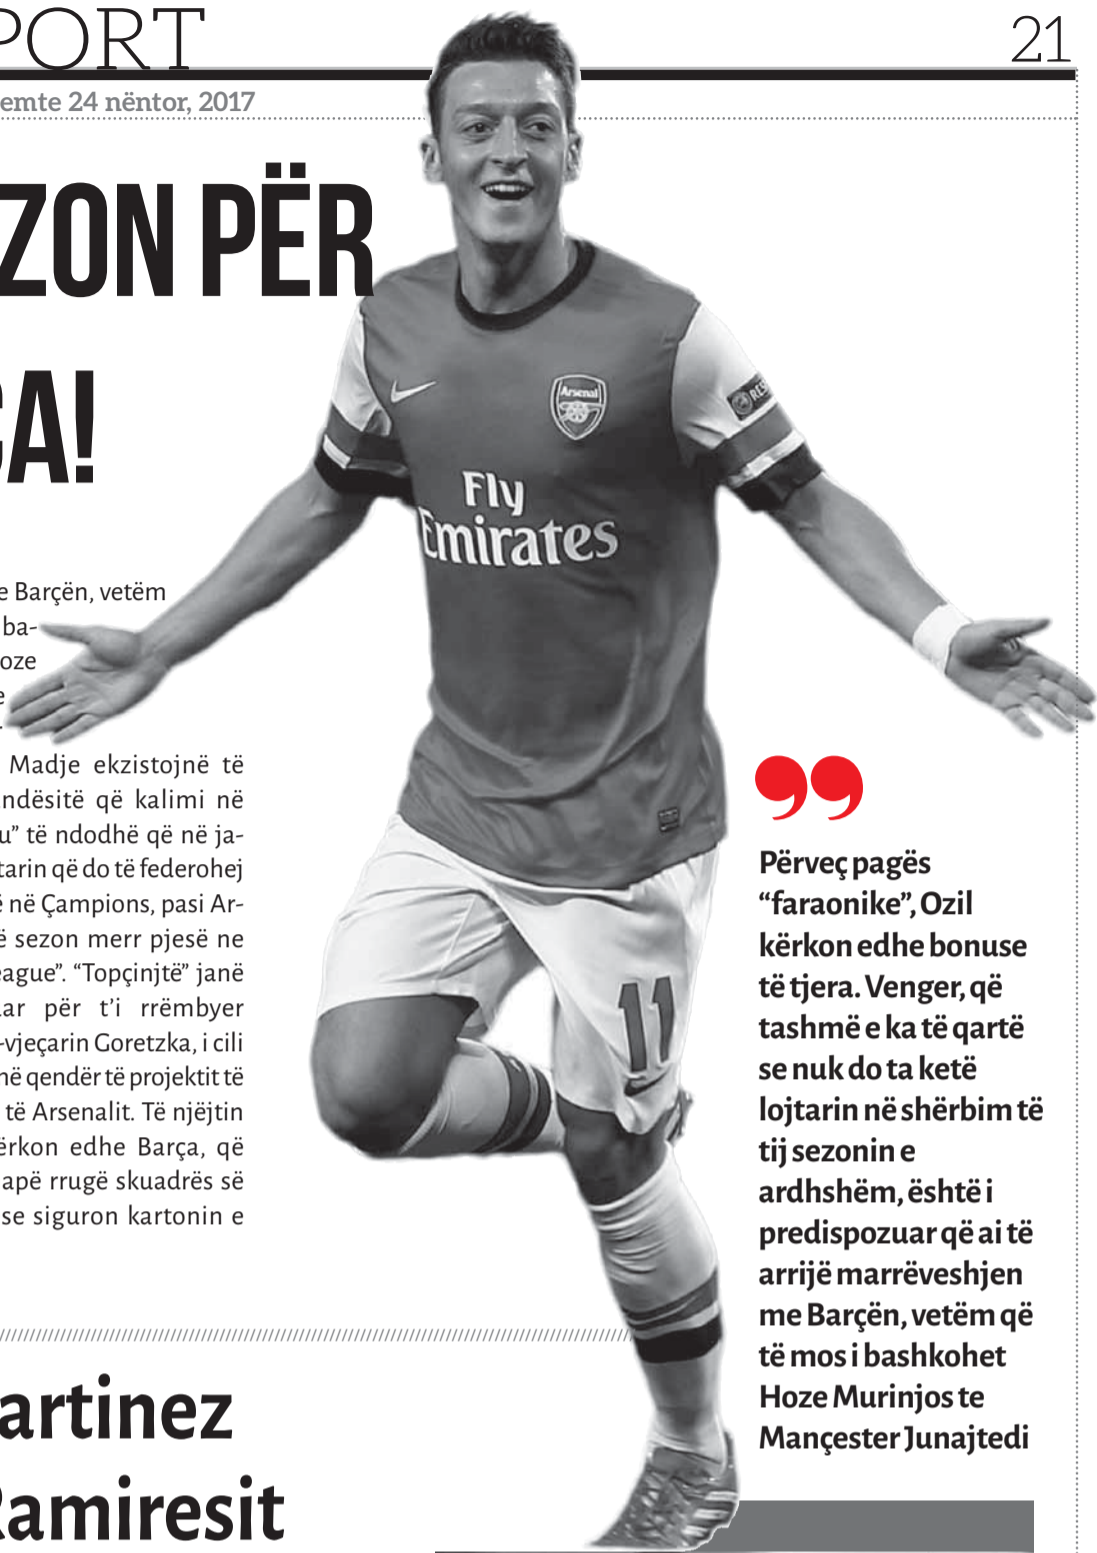 PORT
21
emte 24 nëntor, 2017
ZON PËR
ÇA!
Arsenal
RES
Fly
Emirates
11
e Barçën, vetëm
ba-
oze
e
Madje ekzistojnë të
ndësitë që kalimi në
u” të ndodhë që në ja-
tarin që do të federohej
ë në Çampions, pasi Ar-
ë sezon merr pjesë ne
eague”. “Topçinjtë” janë
ar për t’i rrëmbyer
-vjeçarin Goretzka, i cili
në qendër të projektit të
të Arsenalit. Të njëjtin
ërkon edhe Barça, që
apë rrugë skuadrës së
se siguron kartonin e
Përveç pagës
“faraonike”, Ozil
kërkon edhe bonuse
të tjera. Venger, që
tashmë e ka të qartë
se nuk do ta ketë
lojtarin në shërbim të
tij sezonin e
ardhshëm, është i
predispozuar që ai të
arrijë marrëveshjen
me Barçën, vetëm që
të mos i bashkohet
Hoze Murinjos te
Mançester Junajtedi
artinez
Ramiresit